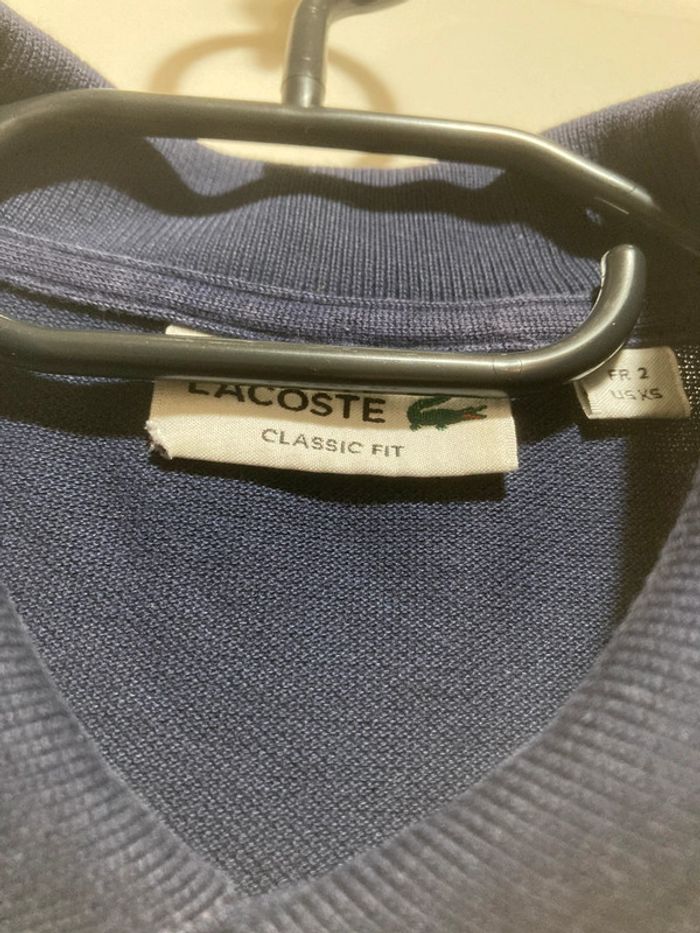 LACOSTE
CLASSIC FIT
FR 2
US XS